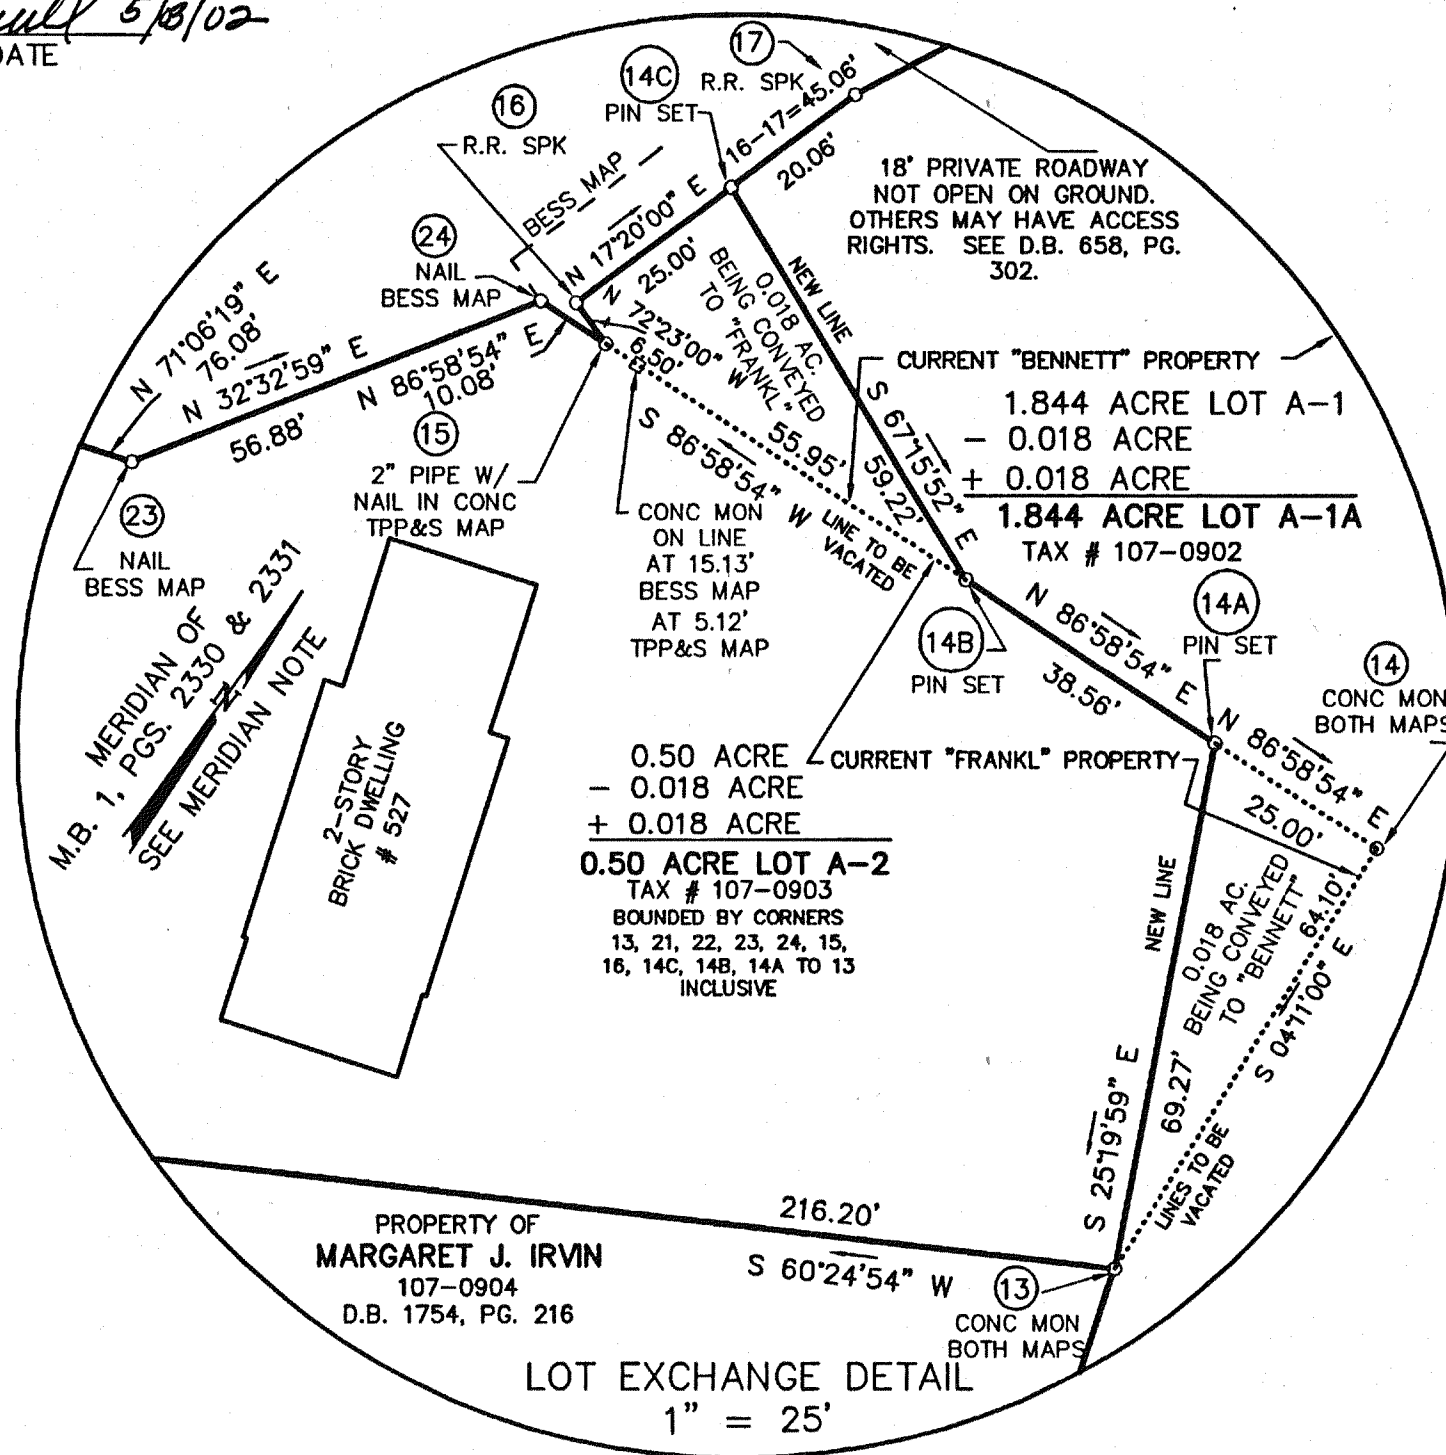 5/8/02
DATE
17
R.R. SPK
14C
PIN SET
16
R.R. SPK
16-17=45.06'
20.06'
BESS MAP
18' PRIVATE ROADWAY
NOT OPEN ON GROUND.
OTHERS MAY HAVE ACCESS
RIGHTS. SEE D.B. 658, PG.
302.
24
NAIL
BESS MAP
N 17°20'00" E
25.00'
N 72°23'00" W
6.50'
0.018 AC.
BEING CONVEYED
TO "FRANKL"
NEW LINE
S 67°15'52" E
59.22'
N 71°06'19" E
76.08'
N 32°32'59" E
56.88'
N 86°58'54" E
10.08'
15
2" PIPE W/
NAIL IN CONC
TPP&S MAP
S 86°58'54" W
55.95'
LINE TO BE
VACATED
CURRENT "BENNETT" PROPERTY
1.844 ACRE LOT A-1
- 0.018 ACRE
+ 0.018 ACRE
1.844 ACRE LOT A-1A
TAX # 107-0902
23
NAIL
BESS MAP
CONC MON
ON LINE
AT 15.13'
BESS MAP
AT 5.12'
TPP&S MAP
14B
PIN SET
N 86°58'54" E
38.56'
14A
PIN SET
14
CONC MON
BOTH MAPS
N 86°58'54" E
25.00'
MERIDIAN OF
M.B. 1, PGS. 2330 & 2331
N
SEE MERIDIAN NOTE
2-STORY
BRICK DWELLING
# 527
CURRENT "FRANKL" PROPERTY
0.50 ACRE
- 0.018 ACRE
+ 0.018 ACRE
0.50 ACRE LOT A-2
TAX # 107-0903
BOUNDED BY CORNERS
13, 21, 22, 23, 24, 15,
16, 14C, 14B, 14A TO 13
INCLUSIVE
NEW LINE
S 25°19'59" E
69.27'
0.018 AC.
BEING CONVEYED
TO "BENNETT"
64.10'
S 04°11'00" E
LINES TO BE
VACATED
216.20'
S 60°24'54" W
13
CONC MON
BOTH MAPS
PROPERTY OF
MARGARET J. IRVIN
107-0904
D.B. 1754, PG. 216
LOT EXCHANGE DETAIL
1" = 25'